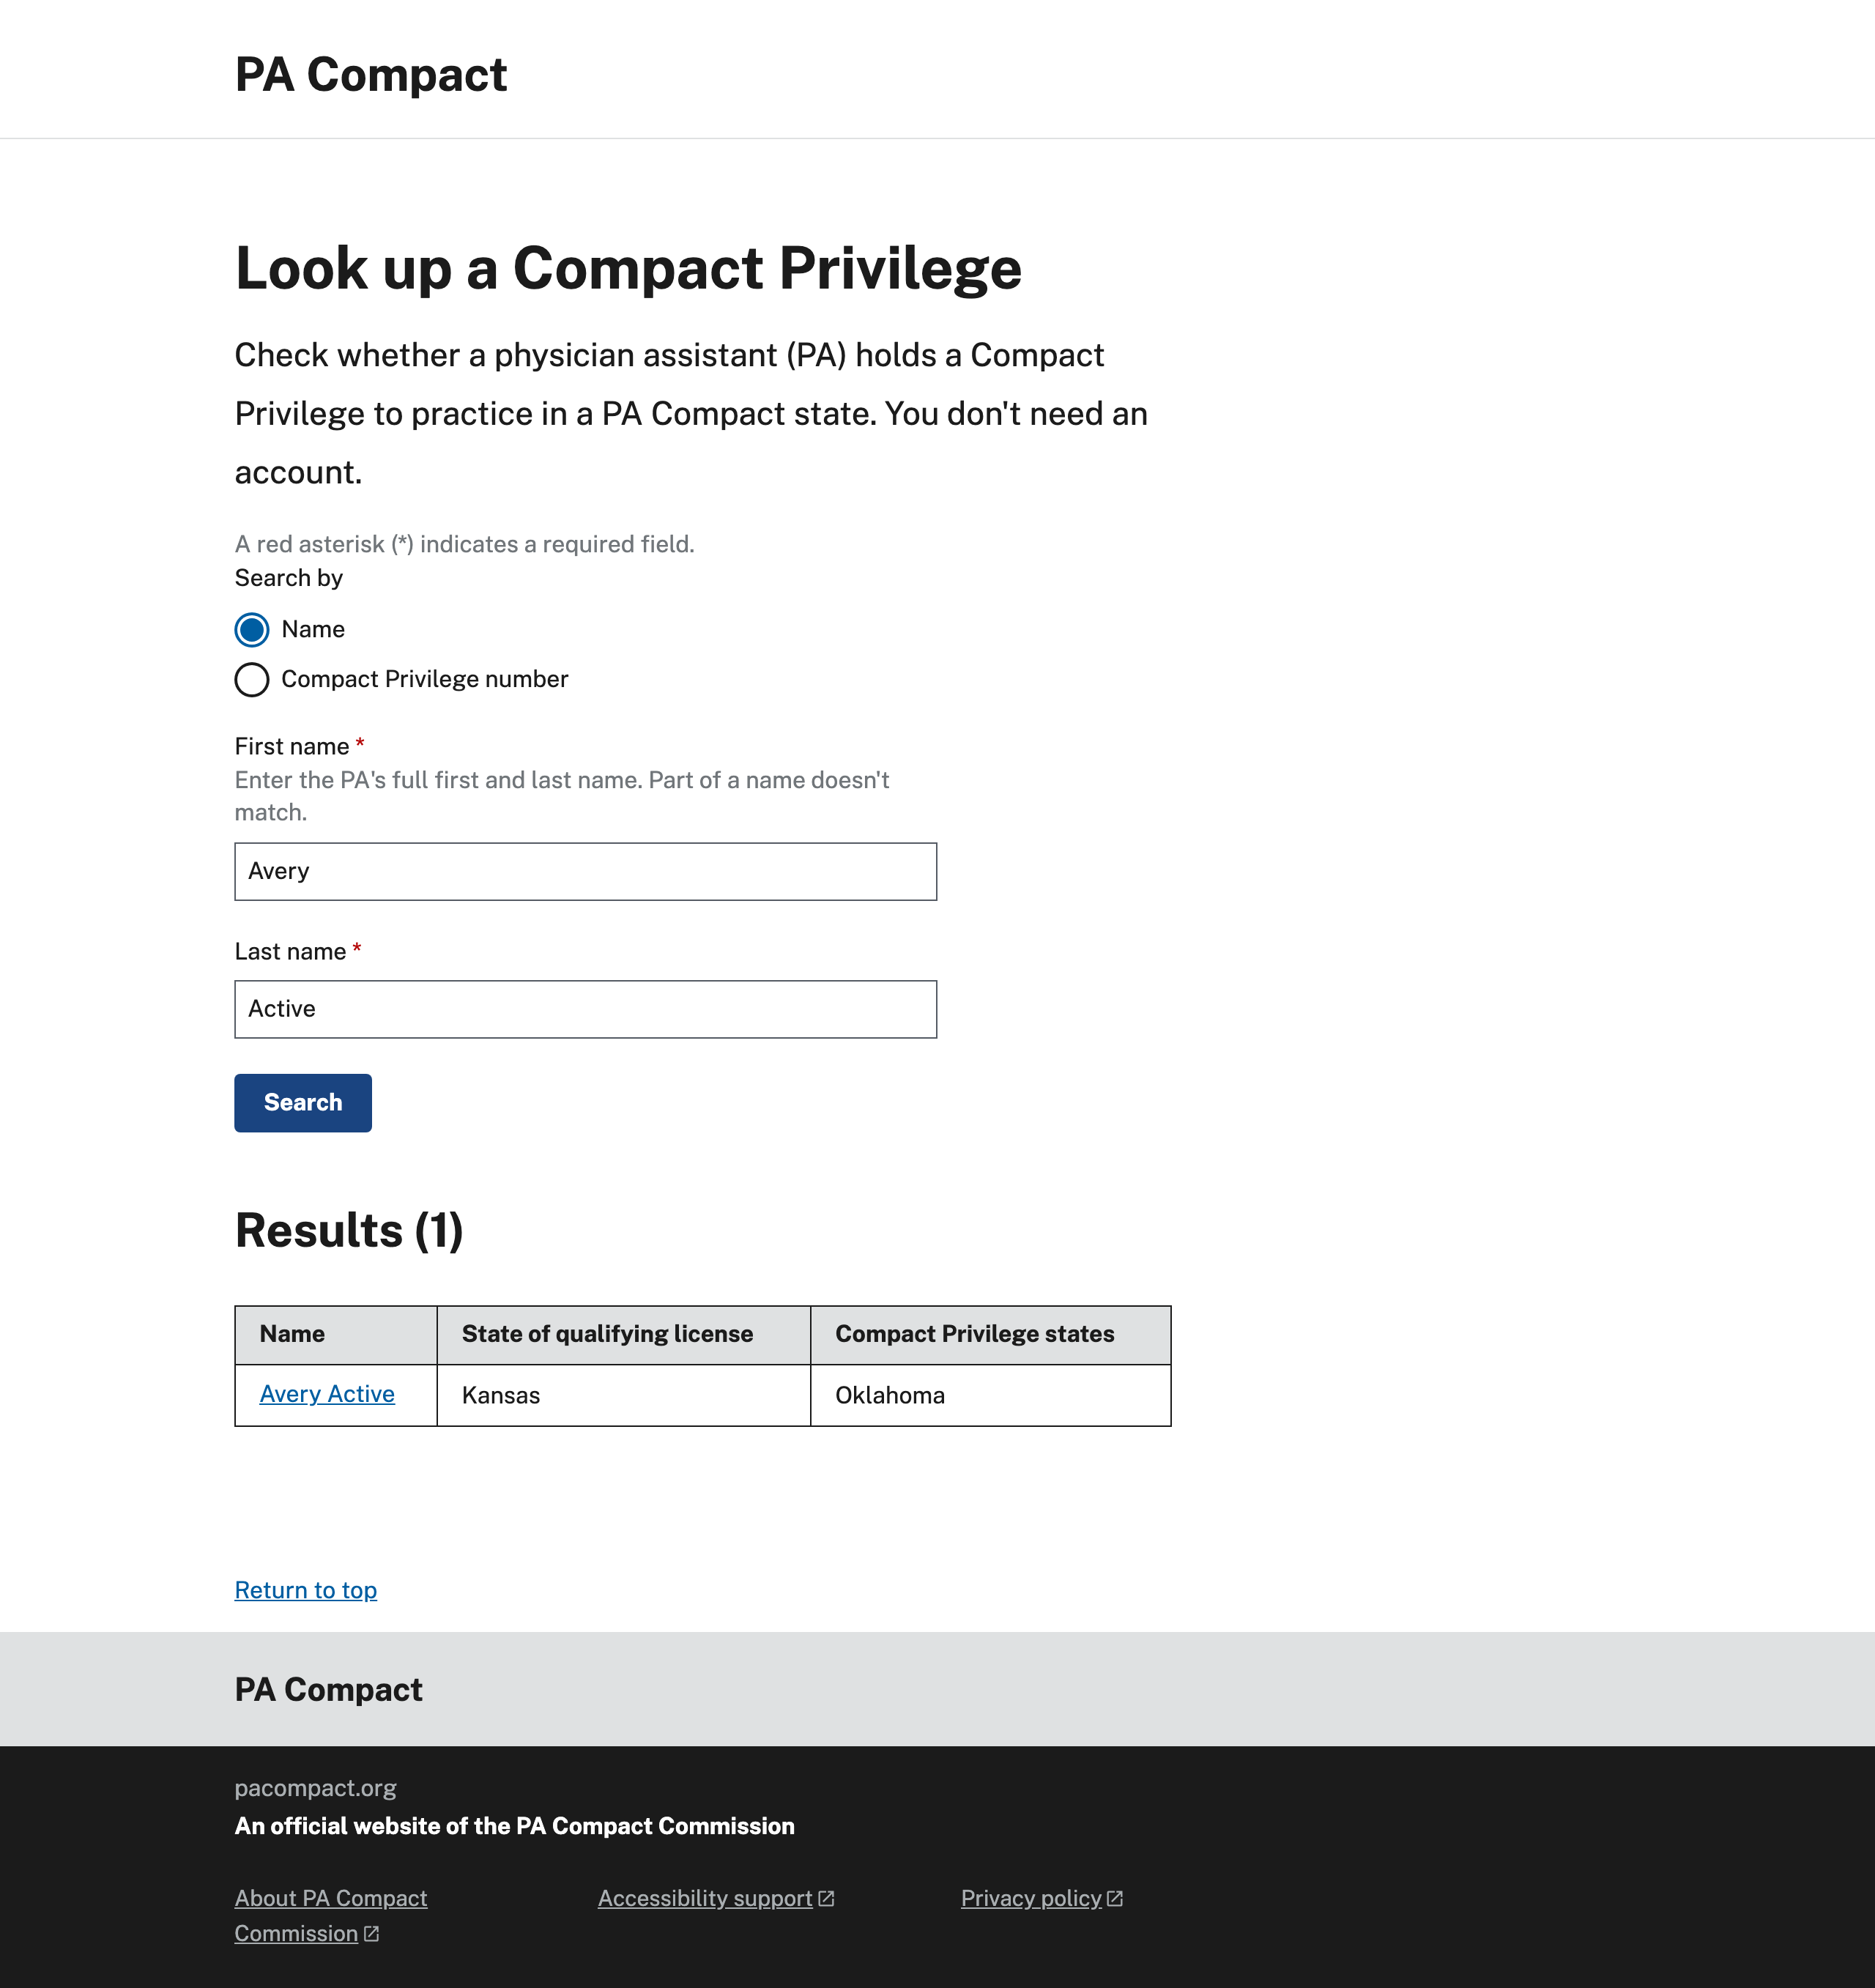 PA Compact
Look up a Compact Privilege
Check whether a physician assistant (PA) holds a Compact
Privilege to practice in a PA Compact state. You don't need an
account.
A red asterisk (*) indicates a required field.
Search by
Name
Compact Privilege number
First name *
Enter the PA's full first and last name. Part of a name doesn't
match.
Avery
Last name *
Active
Search
Results (1)
Name State of qualifying license Compact Privilege states
Avery Active Kansas Oklahoma
Return to top
PA Compact
pacompact.org
An official website of the PA Compact Commission
About PA Compact
Commission
Accessibility support
Privacy policy